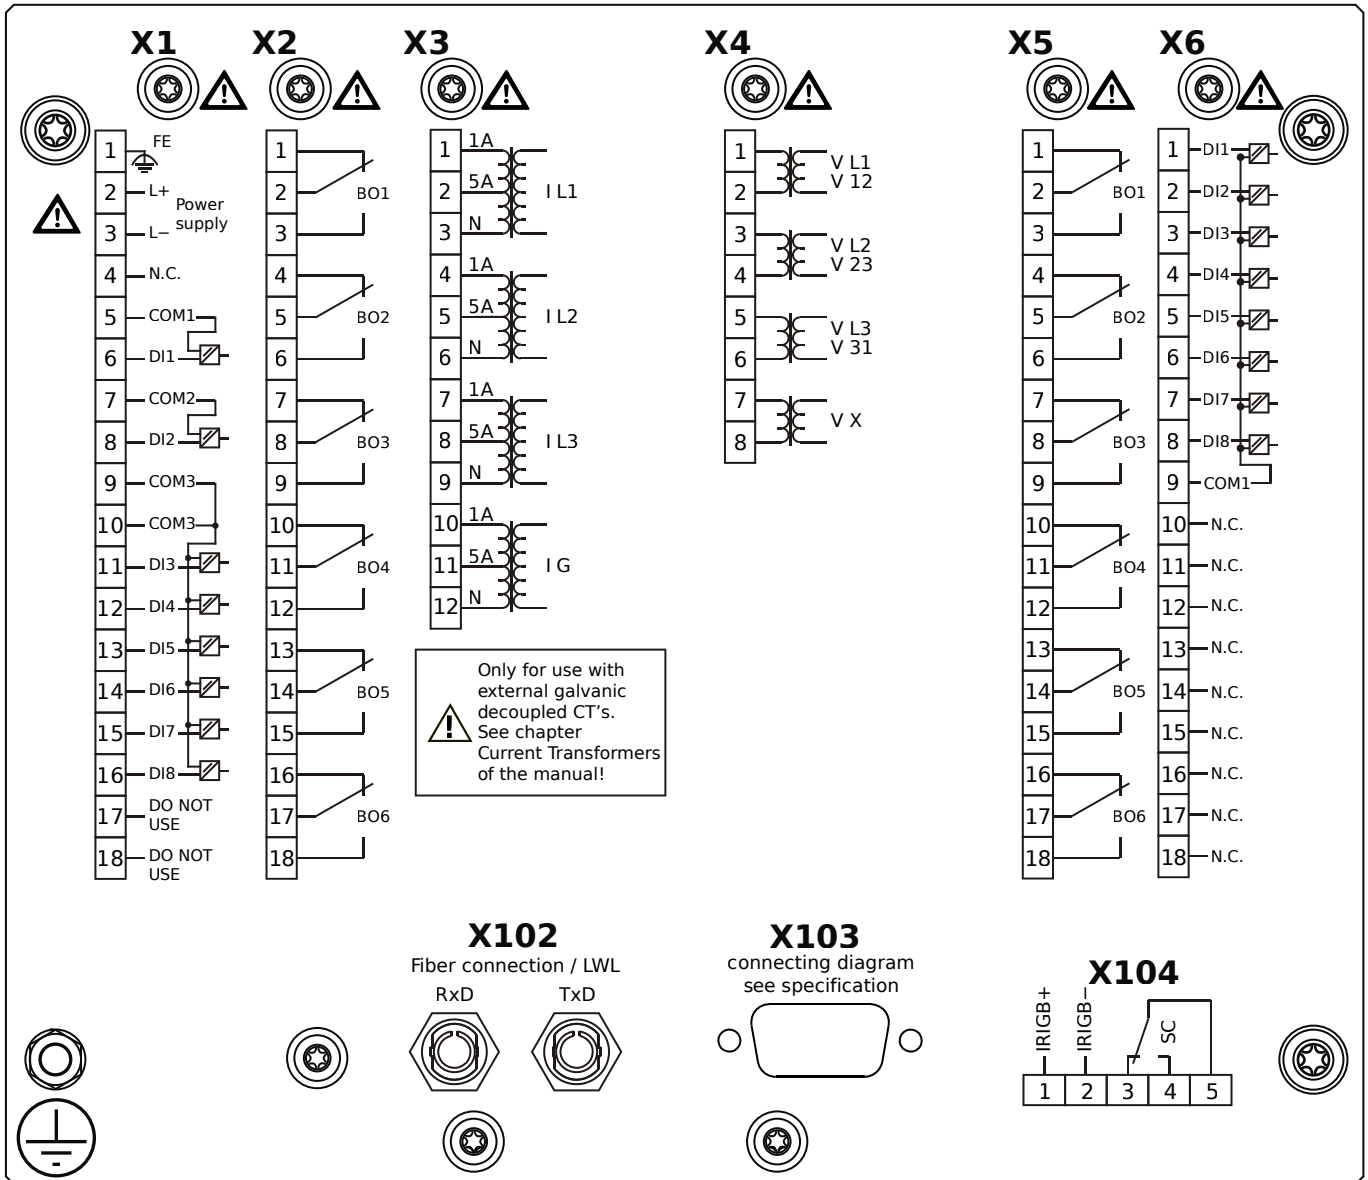 X1 X2 X3 X4 X5 X6
1 FE
2 L+
Power
supply
3 L−
4 N.C.
5 COM1
6 DI1
7 COM2
8 DI2
9 COM3
10 COM3
11 DI3
12 DI4
13 DI5
14 DI6
15 DI7
16 DI8
17 DO NOT
USE
18 DO NOT
USE
1
2 BO1
3
4
5 BO2
6
7
8 BO3
9
10
11 BO4
12
13
14 BO5
15
16
17 BO6
18
1 1A
2 5A I L1
3 N
4 1A
5 5A I L2
6 N
7 1A
8 5A I L3
9 N
10 1A
11 5A I G
12 N
Only for use with
external galvanic
decoupled CT's.
See chapter
Current Transformers
of the manual!
1 V L1
2 V 12
3 V L2
4 V 23
5 V L3
6 V 31
7 V X
8
1
2 BO1
3
4
5 BO2
6
7
8 BO3
9
10
11 BO4
12
13
14 BO5
15
16
17 BO6
18
1 DI1
2 DI2
3 DI3
4 DI4
5 DI5
6 DI6
7 DI7
8 DI8
9 COM1
10 N.C.
11 N.C.
12 N.C.
13 N.C.
14 N.C.
15 N.C.
16 N.C.
17 N.C.
18 N.C.
X102
Fiber connection / LWL
RxD TxD
X103
connecting diagram
see specification
X104
IRIGB+ IRIGB− SC
1 2 3 4 5